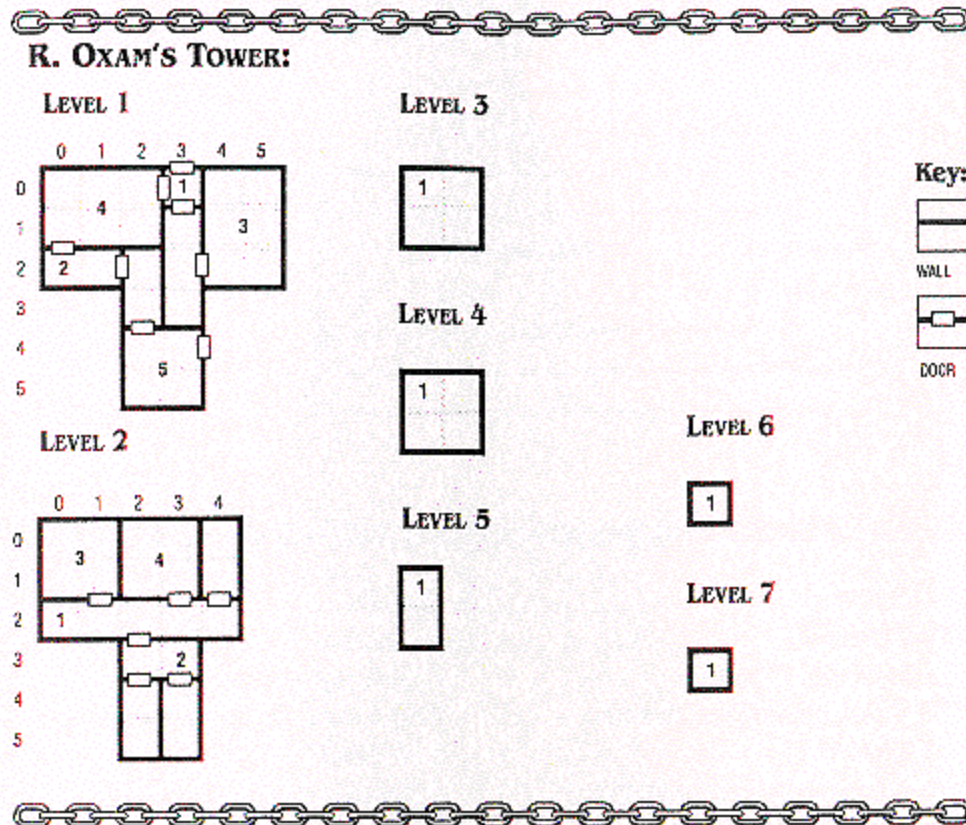 R. OXAM'S TOWER:
LEVEL 1
0 1 2 3 4 5
0
1
2
3
4
5
1
4
3
2
5
LEVEL 2
0 1 2 3 4
0
1
2
3
4
5
3
4
1
2
LEVEL 3
1
LEVEL 4
1
LEVEL 5
1
LEVEL 6
1
LEVEL 7
1
Key:
WALL
DOOR